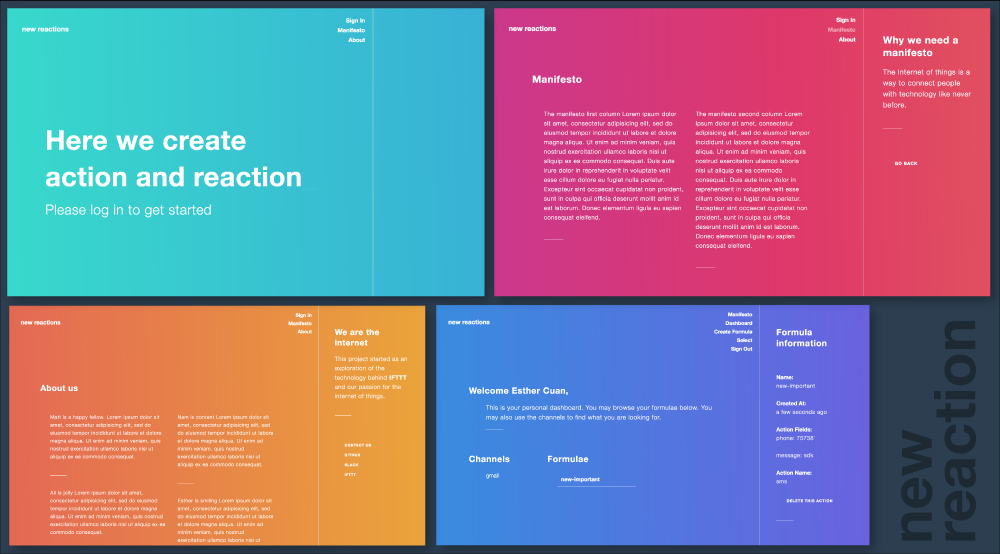 new reactions
Sign In
Manifesto
About
Here we create
action and reaction
Please log in to get started
new reactions
Sign In
Manifesto
About
Manifesto
The manifesto first column Lorem ipsum dolor
sit amet, consectetur adipisicing elit, sed do
eiusmod tempor incididunt ut labore et dolore
magna aliqua. Ut enim ad minim veniam, quis
nostrud exercitation ullamco laboris nisi ut
aliquip ex ea commodo consequat. Duis aute
irure dolor in reprehenderit in voluptate velit
esse cillum dolore eu fugiat nulla pariatur.
Excepteur sint occaecat cupidatat non proident,
sunt in culpa qui officia deserunt mollit anim id
est laborum. Donec elementum ligula eu sapien
consequat eleifend.
The manifesto second column Lorem
ipsum dolor sit amet, consectetur
adipisicing elit, sed do eiusmod tempor
incididunt ut labore et dolore magna
aliqua. Ut enim ad minim veniam, quis
nostrud exercitation ullamco laboris
nisi ut aliquip ex ea commodo
consequat. Duis aute irure dolor in
reprehenderit in voluptate velit esse
cillum dolore eu fugiat nulla pariatur.
Excepteur sint occaecat cupidatat non
proident, sunt in culpa qui officia
deserunt mollit anim id est laborum.
Donec elementum ligula eu sapien
consequat eleifend.
Why we need a
manifesto
The Internet of things is a
way to connect people
with technology like never
before.
GO BACK
new reactions
Sign In
Manifesto
About
About us
Mari is a happy fellow. Lorem ipsum dolor sit
amet, consectetur adipisicing elit, sed do
eiusmod tempor incididunt ut labore et dolore
magna aliqua. Ut enim ad minim veniam, quis
nostrud exercitation ullamco laboris nisi ut
aliquip ex ea commodo consequat.
Ali is jolly Lorem ipsum dolor sit amet,
consectetur adipisicing elit, sed do eiusmod
tempor incididunt ut labore et dolore magna
aliqua. Ut enim ad minim veniam, quis nostrud
exercitation ullamco laboris nisi ut aliquip ex ea
commodo consequat.
Nam is content Lorem ipsum dolor sit amet,
consectetur adipisicing elit, sed do eiusmod
tempor incididunt ut labore et dolore magna
aliqua. Ut enim ad minim veniam, quis nostrud
exercitation ullamco laboris nisi ut aliquip ex ea
commodo consequat.
Esther is smiling Lorem ipsum dolor sit
amet, consectetur adipisicing elit, sed do
eiusmod tempor incididunt ut labore et
dolore magna aliqua. Ut enim ad
minim veniam, quis nostrud exercitation
ullamco laboris nisi ut aliquip ex ea
We are the
internet
This project started as an
exploration of the
technology behind IFTTT
and our passion for the
internet of things.
CONTACT US
GITHUB
SLACK
IFTTT
new reactions
Manifesto
Dashboard
Create Formula
Select
Sign Out
Welcome Esther Cuan,
This is your personal dashboard. You may browse your formulaa below. You
may also use the channels to find what you are looking for.
Channels
gmail
Formulae
new-important
Formula
information
Name:
new-important
Created At:
a few seconds ago
Action Fields:
phone: 75738'
message: sdk
Action Name:
sms
DELETE THIS ACTION
new
reaction